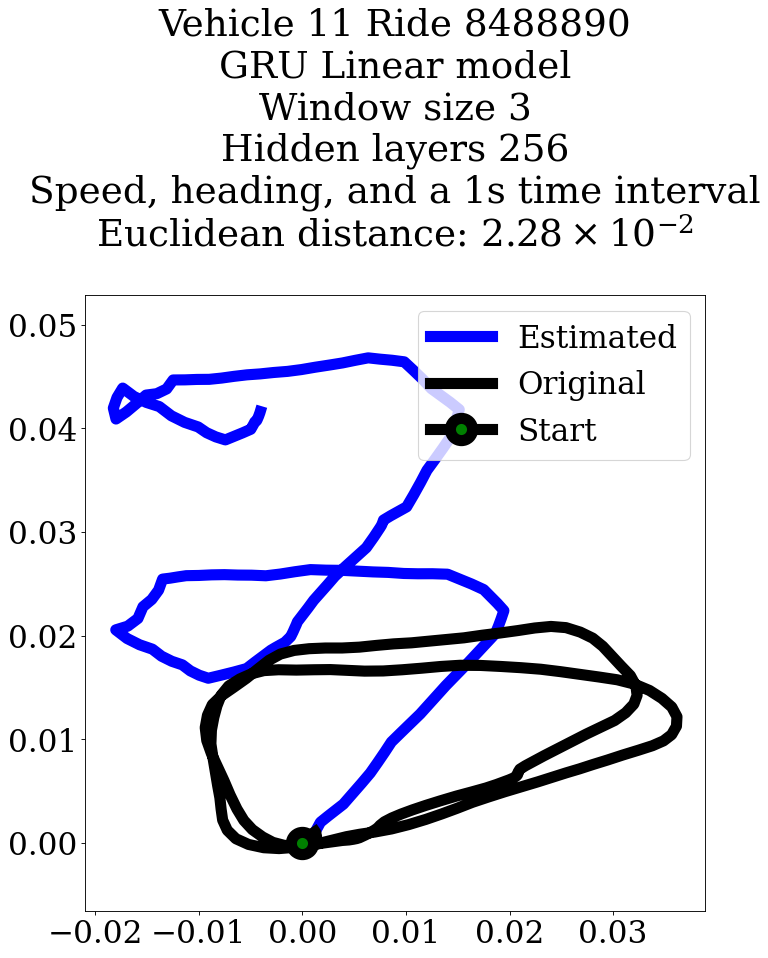 Vehicle 11 Ride 8488890
GRU Linear model
Window size 3
Hidden layers 256
Speed, heading, and a 1s time interval
Euclidean distance: 2.28 × 10⁻²
Estimated
Original
Start
0.05
0.04
0.03
0.02
0.01
0.00
−0.02 −0.01 0.00 0.01 0.02 0.03